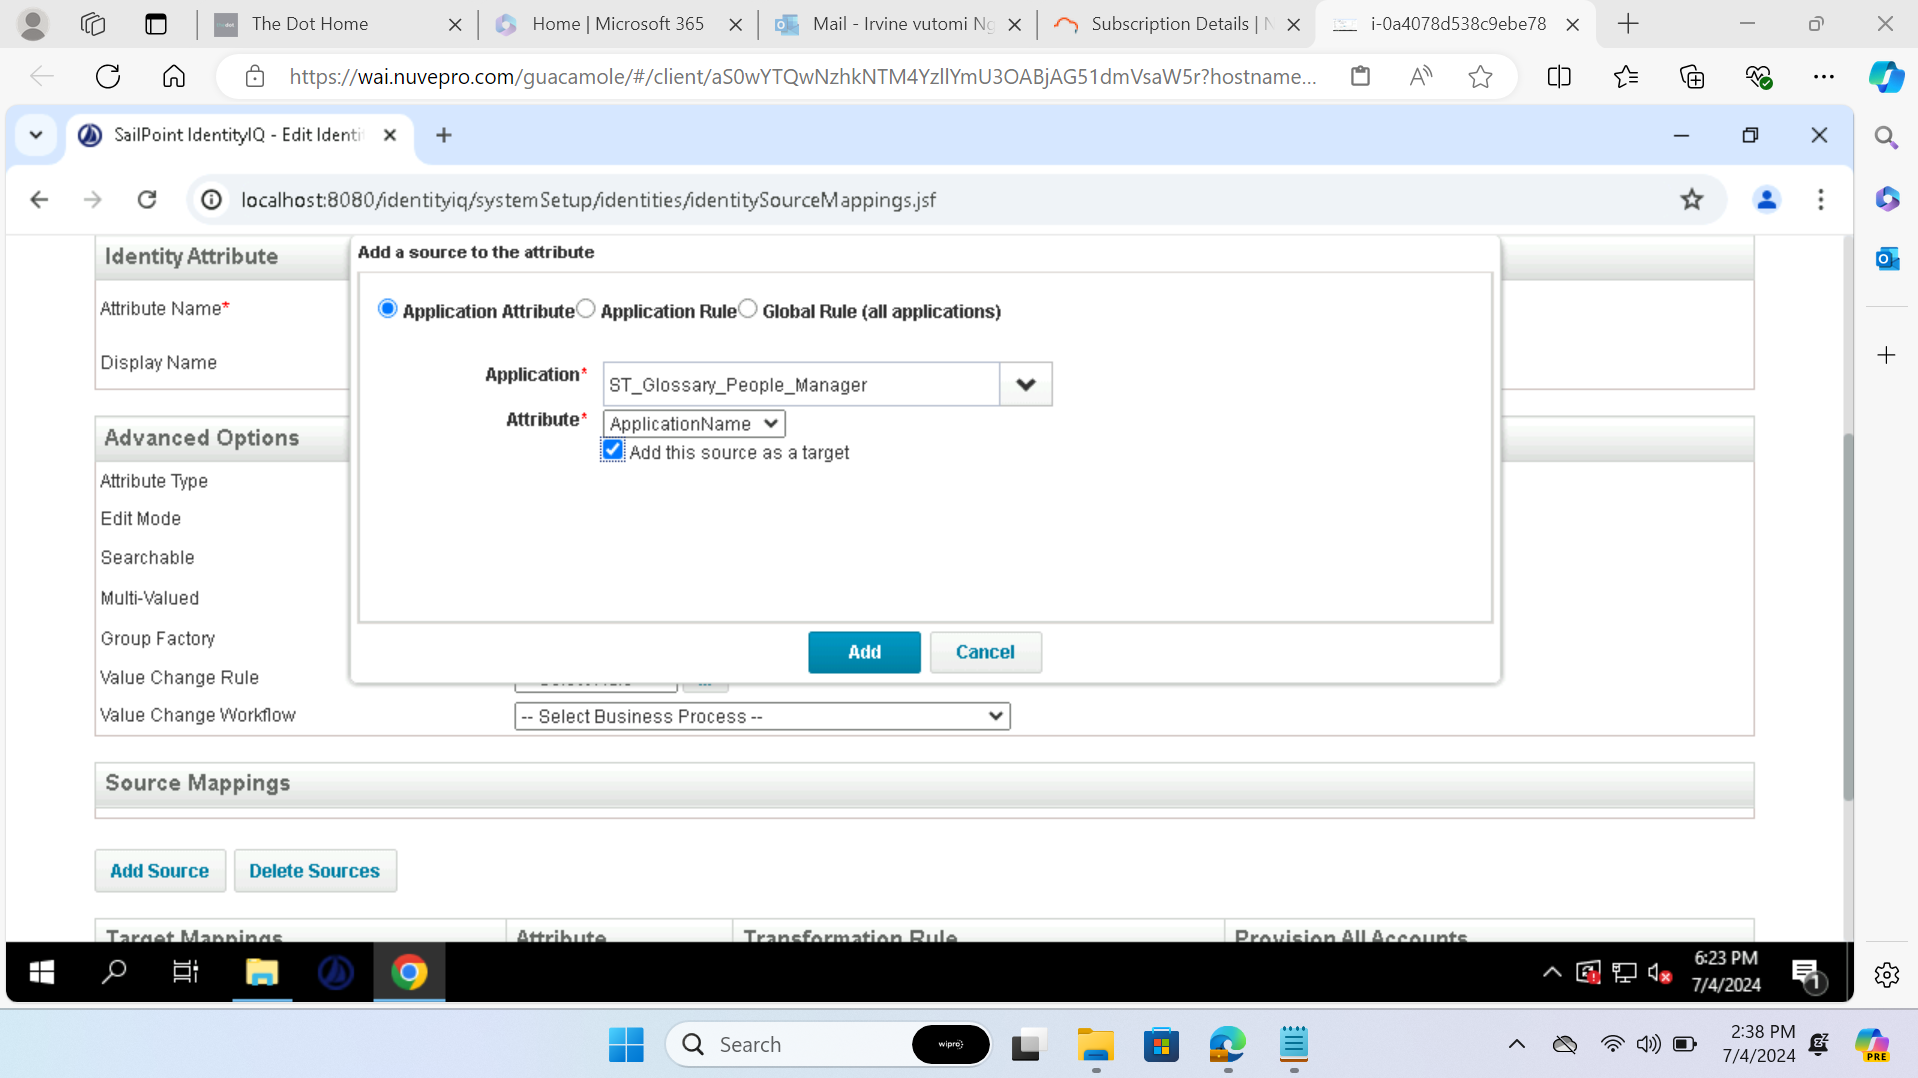 The Dot Home
Home | Microsoft 365
Mail - Irvine vutomi Ng
Subscription Details | N
i-0a4078d538c9ebe78
https://wai.nuvepro.com/guacamole/#/client/aS0wYTQwNzhkNTM4YzllYmU3OABjAG51dmVsaW5r?hostname...
SailPoint IdentityIQ - Edit Identi
localhost:8080/identityiq/systemSetup/identities/identitySourceMappings.jsf
Identity Attribute
Attribute Name*
Display Name
Add a source to the attribute
Application Attribute Application Rule Global Rule (all applications)
Application* ST_Glossary_People_Manager
Attribute* ApplicationName
Add this source as a target
Add Cancel
Advanced Options
Attribute Type
Edit Mode
Searchable
Multi-Valued
Group Factory
Value Change Rule
Value Change Workflow -- Select Business Process --
Source Mappings
Add Source Delete Sources
Target Mappings Attribute Transformation Rule Provision All Accounts
6:23 PM
7/4/2024
1
Search
wipro
2:38 PM
7/4/2024
PRE